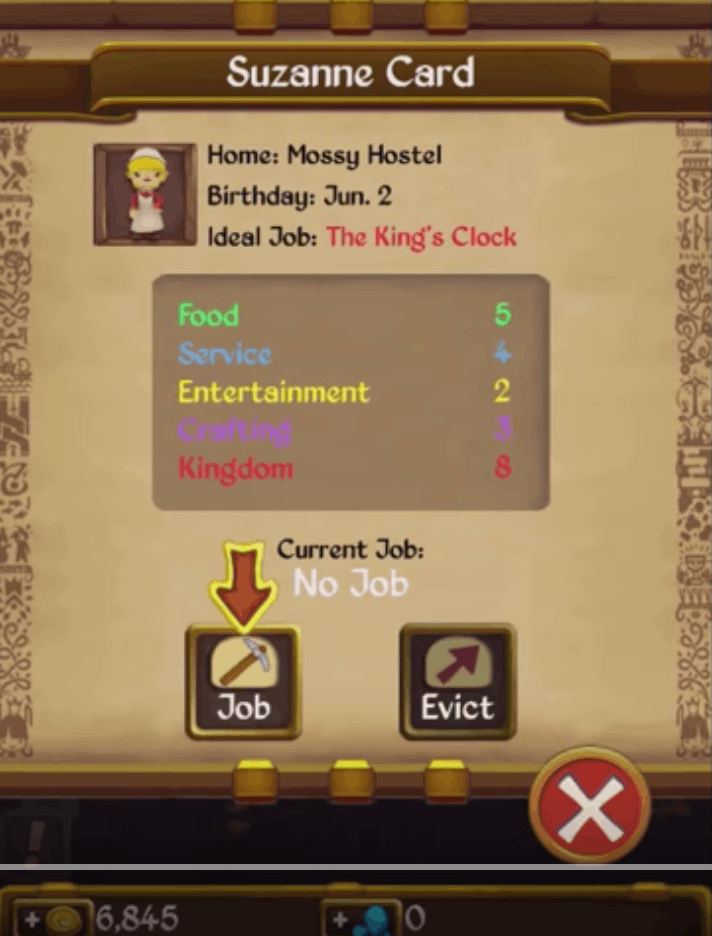 Suzanne Card
Home: Mossy Hostel
Birthday: Jun. 2
Ideal Job: The King's Clock
Food 5
Service 4
Entertainment 2
Crafting 3
Kingdom 8
Current Job:
No Job
Job
Evict
!
+ 6,845
+ 0